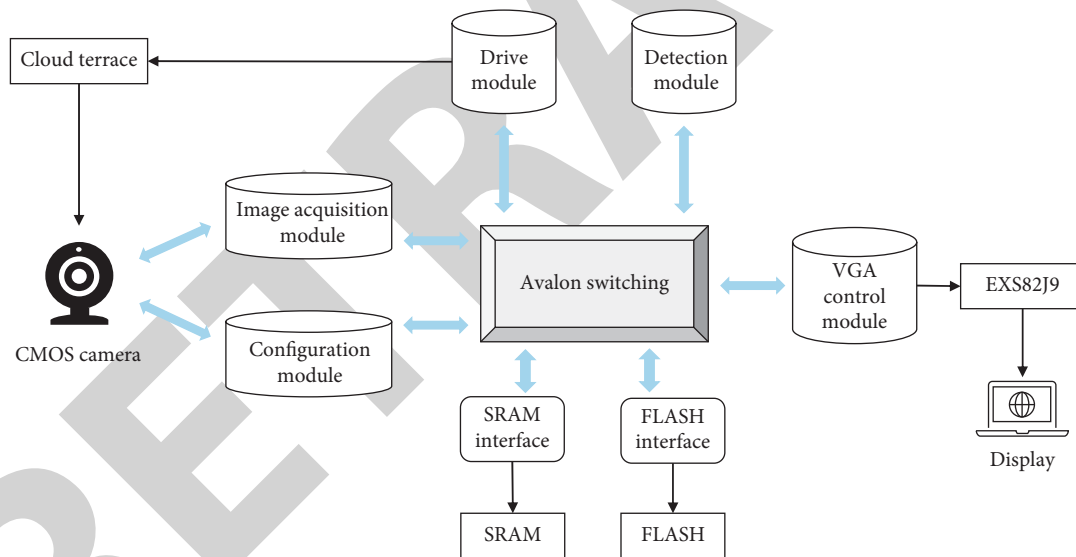 Cloud terrace
Drive
module
Detection
module
Image acquisition
module
Avalon switching
VGA
control
module
EXS82J9
CMOS camera
Configuration
module
SRAM
interface
FLASH
interface
Display
SRAM
FLASH